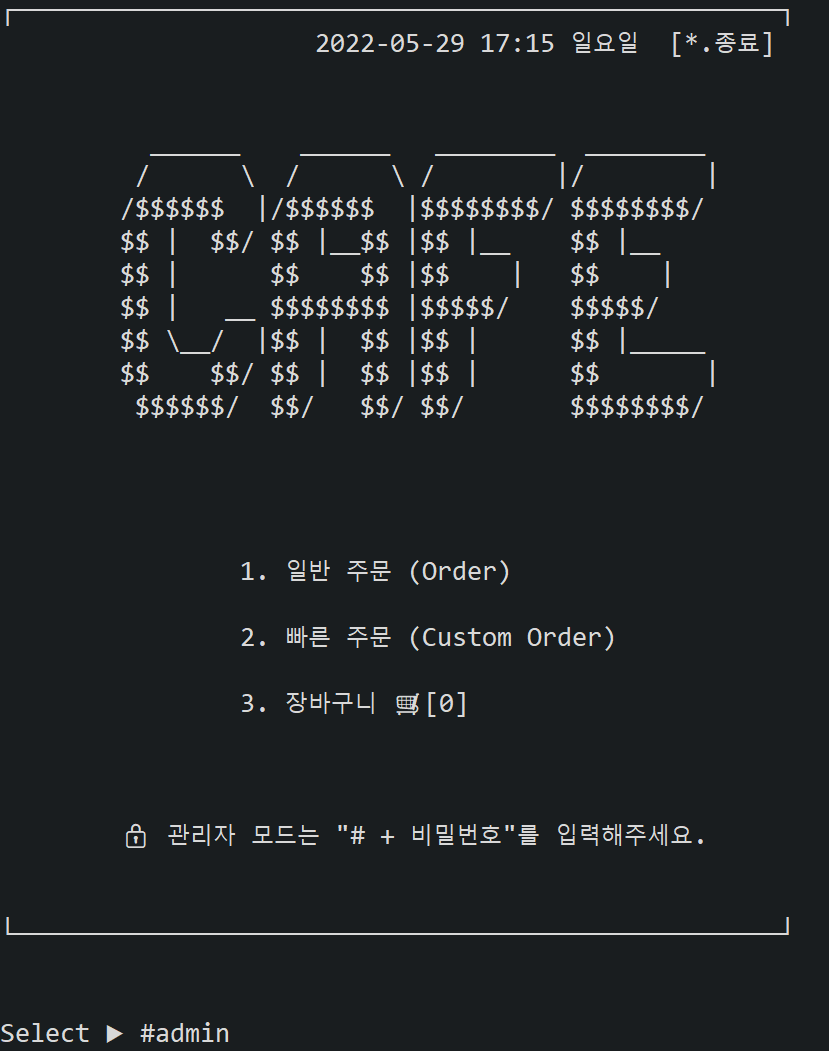 2022-05-29 17:15 일요일 [*.종료]
  ______    ______   ________  ________
 /      \  /      \ /        |/        |
/$$$$$$  |/$$$$$$  |$$$$$$$$/ $$$$$$$$/
$$ |  $$/ $$ |__$$ |$$ |__    $$ |__
$$ |      $$    $$ |$$    |   $$    |
$$ |   __ $$$$$$$$ |$$$$$/    $$$$$/
$$ \__/  |$$ |  $$ |$$ |      $$ |_____
$$    $$/ $$ |  $$ |$$ |      $$       |
 $$$$$$/  $$/   $$/ $$/       $$$$$$$$/
1. 일반 주문 (Order)
2. 빠른 주문 (Custom Order)
3. 장바구니 🛒[0]
🔒 관리자 모드는 "# + 비밀번호"를 입력해주세요.
Select ▶ #admin